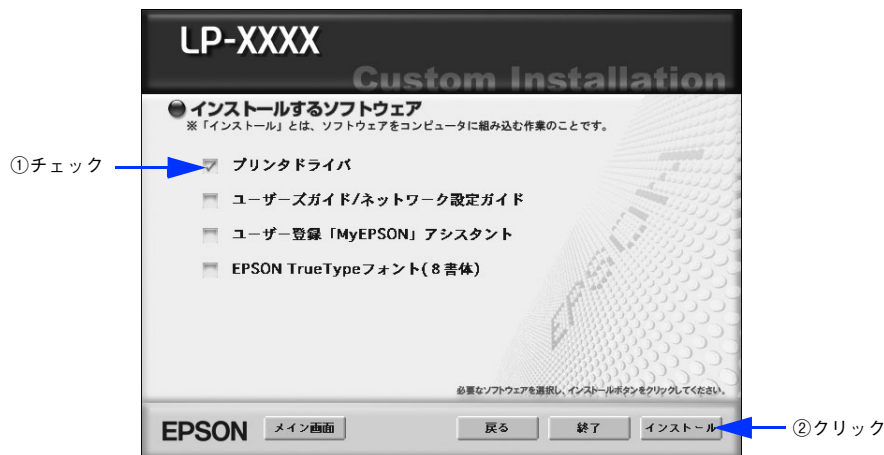 LP-XXXX
Custom Installation
インストールするソフトウェア
※「インストール」とは、ソフトウェアをコンピュータに組み込む作業のことです。
①チェック
プリンタドライバ
ユーザーズガイド/ネットワーク設定ガイド
ユーザー登録「MyEPSON」アシスタント
EPSON TrueTypeフォント(8書体)
EPSON
必要なソフトウェアを選択し、インストールボタンをクリックしてください。
EPSON
メイン画面
戻る
終了
インストール
②クリック